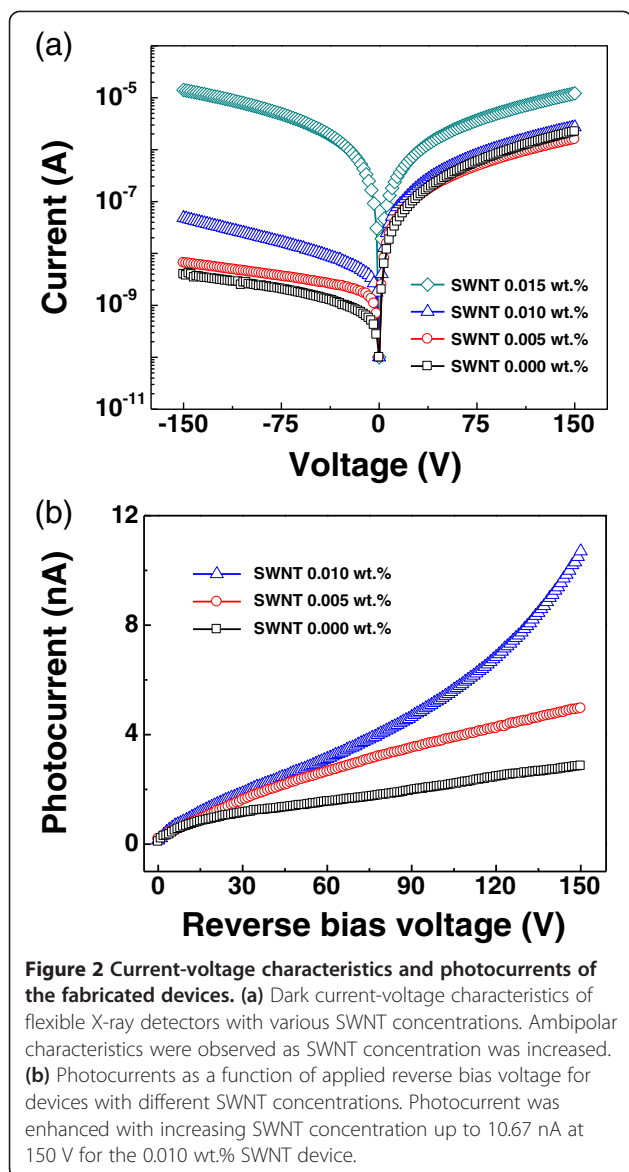 (a)
Current (A)
10-5
10-7
10-9
10-11
SWNT 0.015 wt.%
SWNT 0.010 wt.%
SWNT 0.005 wt.%
SWNT 0.000 wt.%
-150 -75 0 75 150
Voltage (V)
(b)
Photocurrent (nA)
12
8
4
0
SWNT 0.010 wt.%
SWNT 0.005 wt.%
SWNT 0.000 wt.%
0 30 60 90 120 150
Reverse bias voltage (V)
Figure 2 Current-voltage characteristics and photocurrents of
the fabricated devices. (a) Dark current-voltage characteristics of
flexible X-ray detectors with various SWNT concentrations. Ambipolar
characteristics were observed as SWNT concentration was increased.
(b) Photocurrents as a function of applied reverse bias voltage for
devices with different SWNT concentrations. Photocurrent was
enhanced with increasing SWNT concentration up to 10.67 nA at
150 V for the 0.010 wt.% SWNT device.